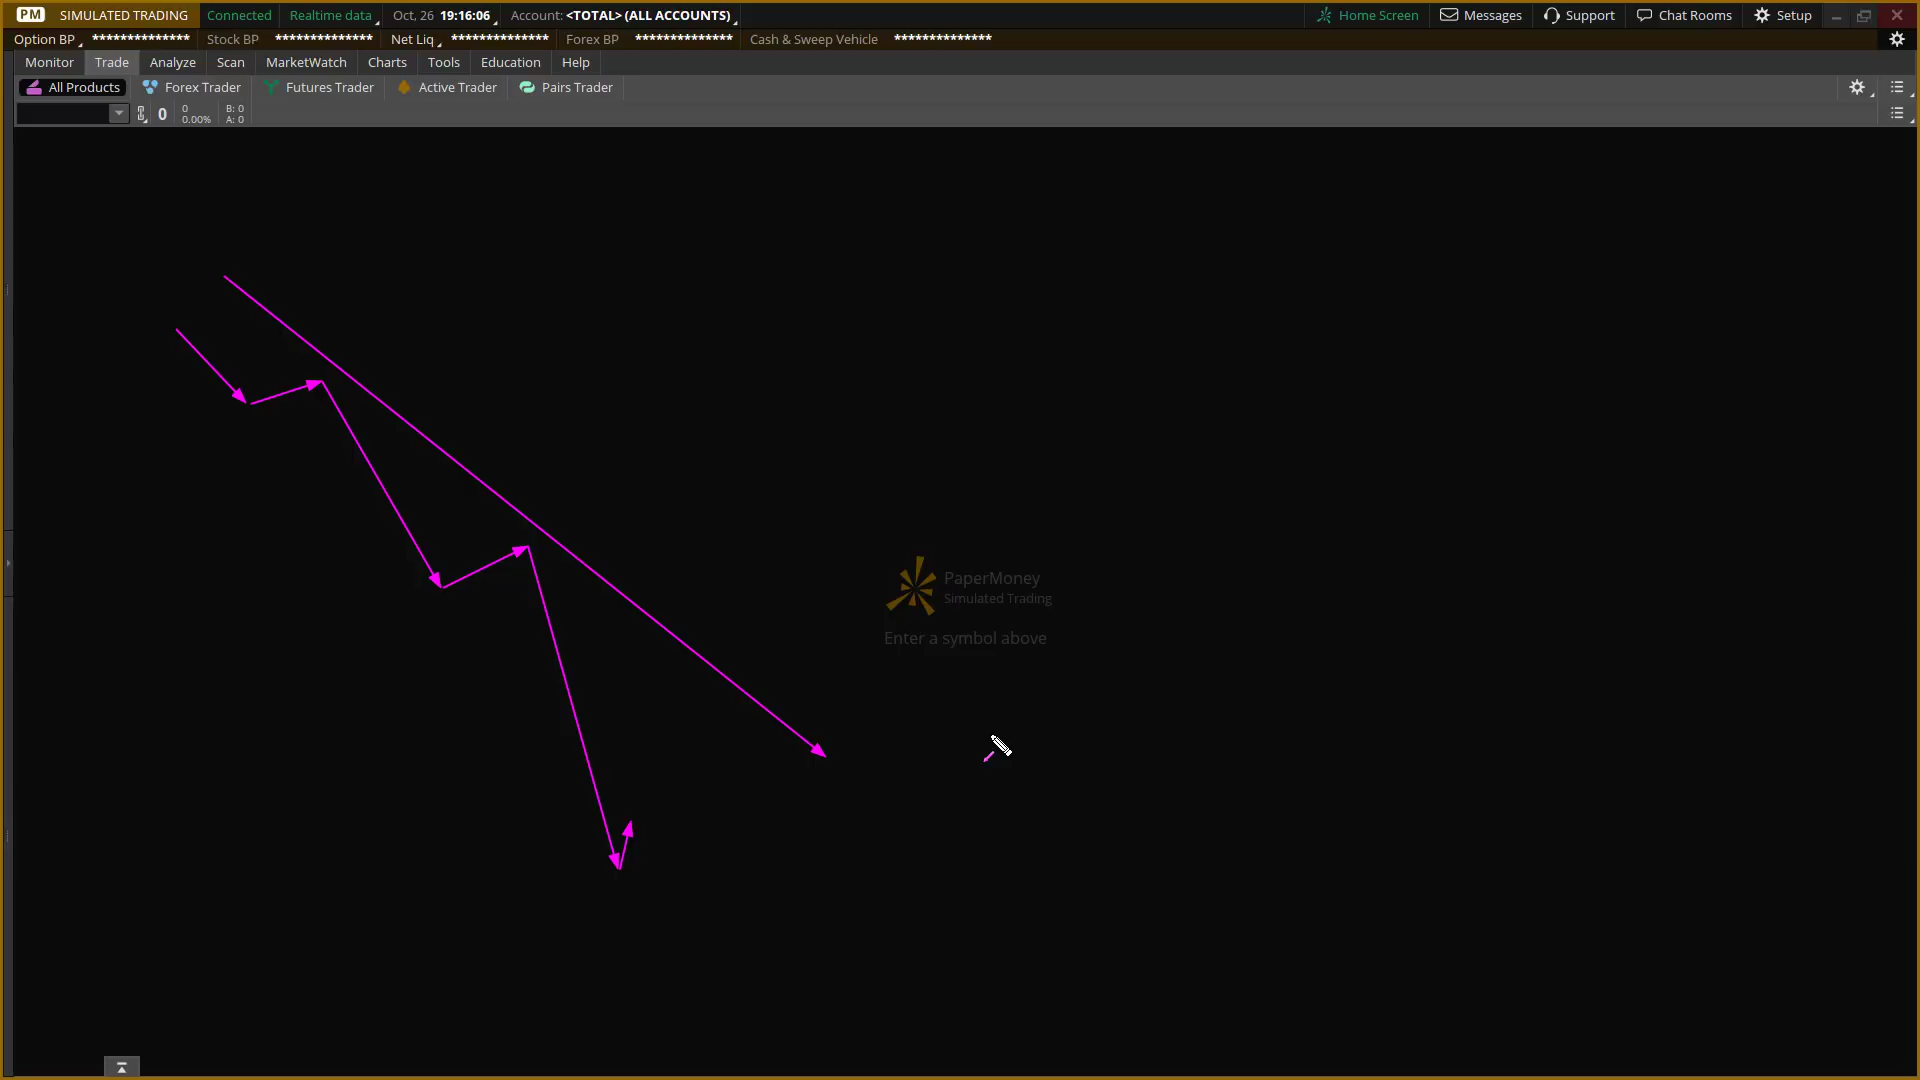 PM SIMULATED TRADING Connected Realtime data Oct, 26 19:16:06 Account: <TOTAL> (ALL ACCOUNTS) Home Screen Messages Support Chat Rooms Setup
Option BP ************** Stock BP ************** Net Liq ************** Forex BP ************** Cash & Sweep Vehicle **************
Monitor Trade Analyze Scan MarketWatch Charts Tools Education Help
All Products Forex Trader Futures Trader Active Trader Pairs Trader
0 0 B: 0
0.00% A: 0
PaperMoney
Simulated Trading
Enter a symbol above